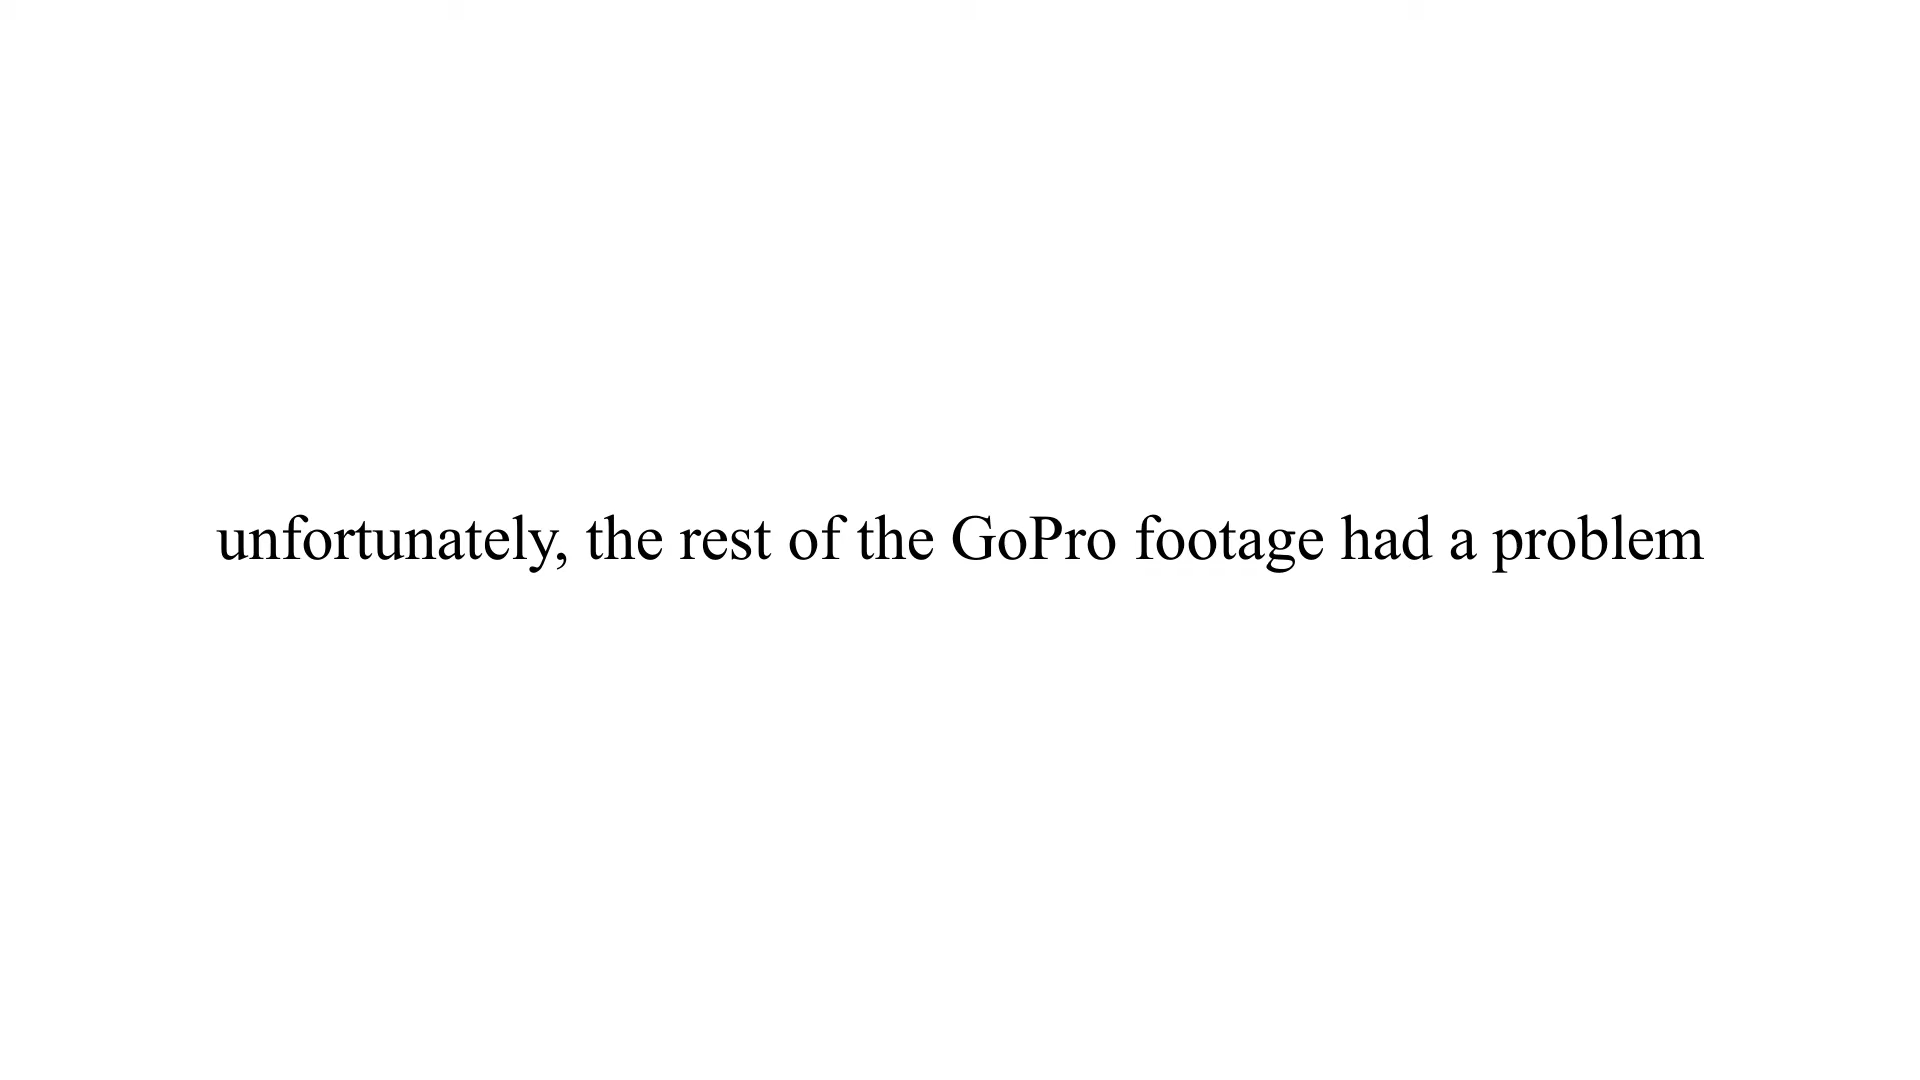 unfortunately, the rest of the GoPro footage had a problem